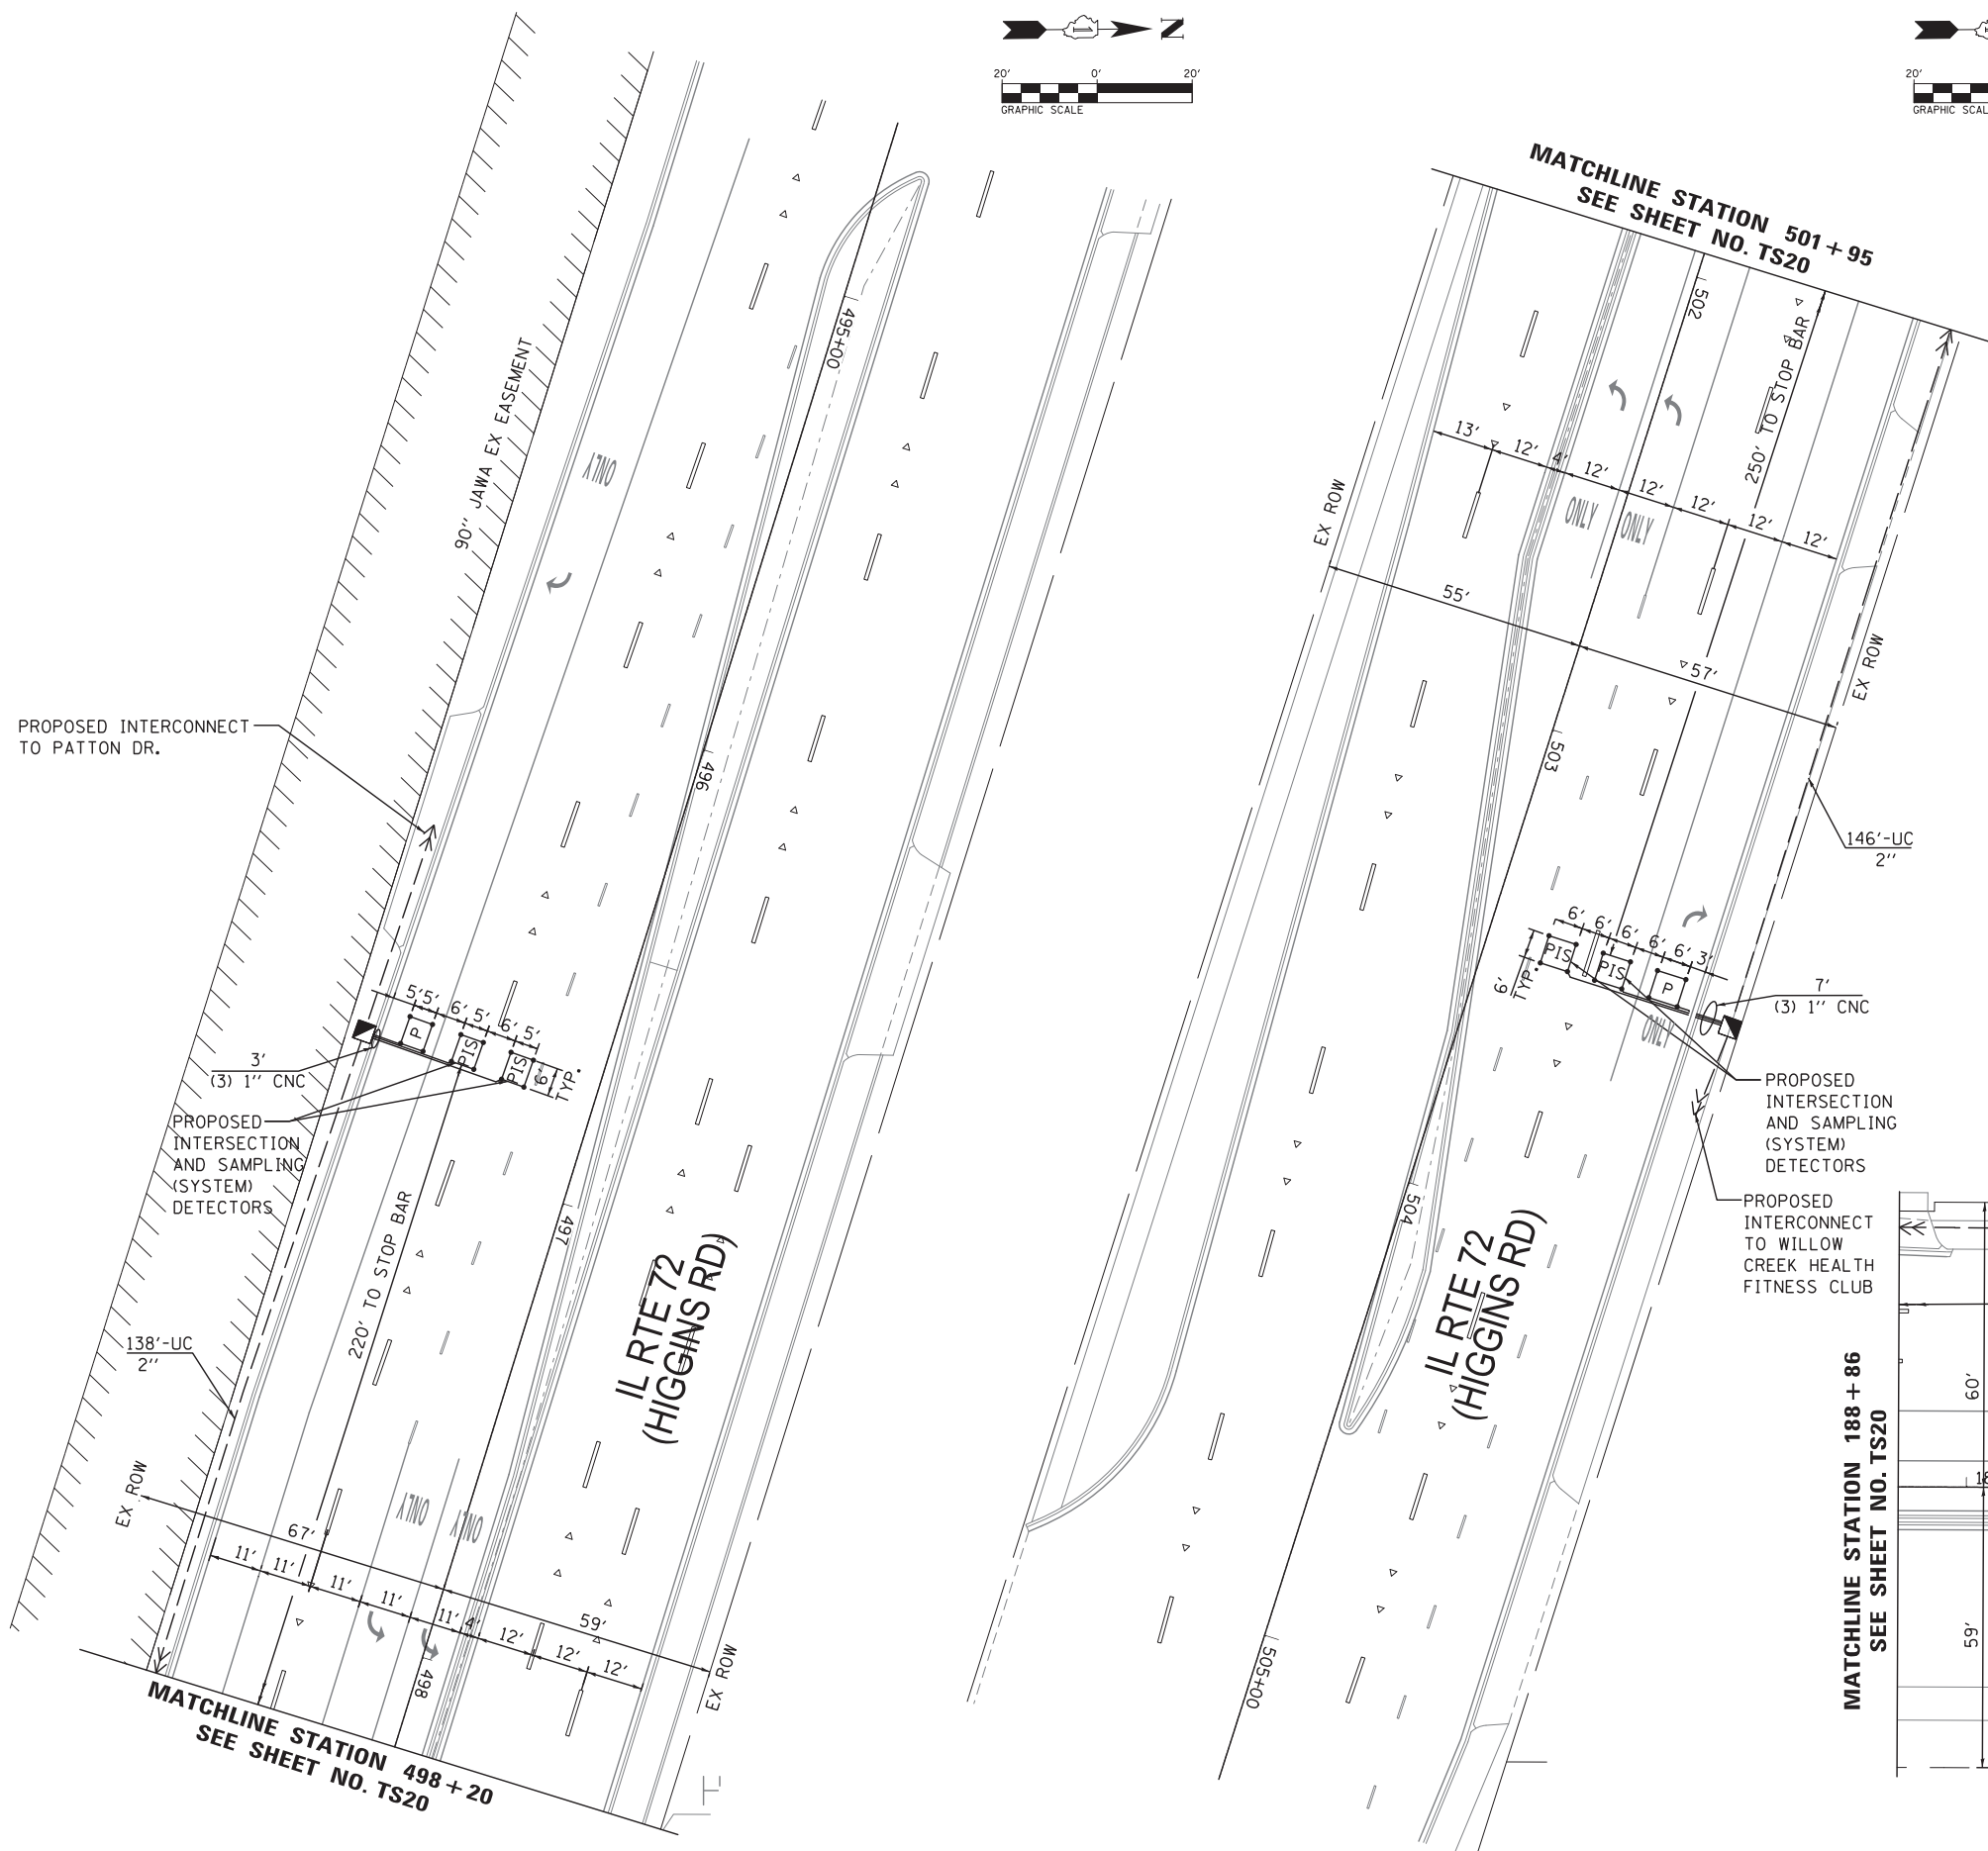 N
20' 0' 20'
GRAPHIC SCALE
20'
GRAPHIC SCAL
90'' JAWA EX EASEMENT
ONLY
495+00
PROPOSED INTERCONNECT
TO PATTON DR.
496
5' 5' 6' 5' 6' 5'
P
PIS
PIS
6'
TYP.
3'
(3) 1'' CNC
PROPOSED
INTERSECTION
AND SAMPLING
(SYSTEM)
DETECTORS
220' TO STOP BAR
497
IL RTE 72
(HIGGINS RD)
138'-UC
2''
EX ROW
67'
59'
11' 11' 11' 11' 11' 4' 12' 12' 12'
ONLY
ONLY
498
EX ROW
MATCHLINE STATION 498+20
SEE SHEET NO. TS20
MATCHLINE STATION 501+95
SEE SHEET NO. TS20
502
250' TO STOP BAR
13' 12' 4' 12' 12' 12' 12' 12'
ONLY
ONLY
EX ROW
55'
57'
EX ROW
503
146'-UC
2''
6' 6' 6' 6' 6' 3'
PIS
PIS
P
6'
TYP.
ONLY
7'
(3) 1'' CNC
PROPOSED
INTERSECTION
AND SAMPLING
(SYSTEM)
DETECTORS
PROPOSED
INTERCONNECT
TO WILLOW
CREEK HEALTH
FITNESS CLUB
504
IL RTE 72
(HIGGINS RD)
505+00
MATCHLINE STATION 188+86
SEE SHEET NO. TS20
60'
59'